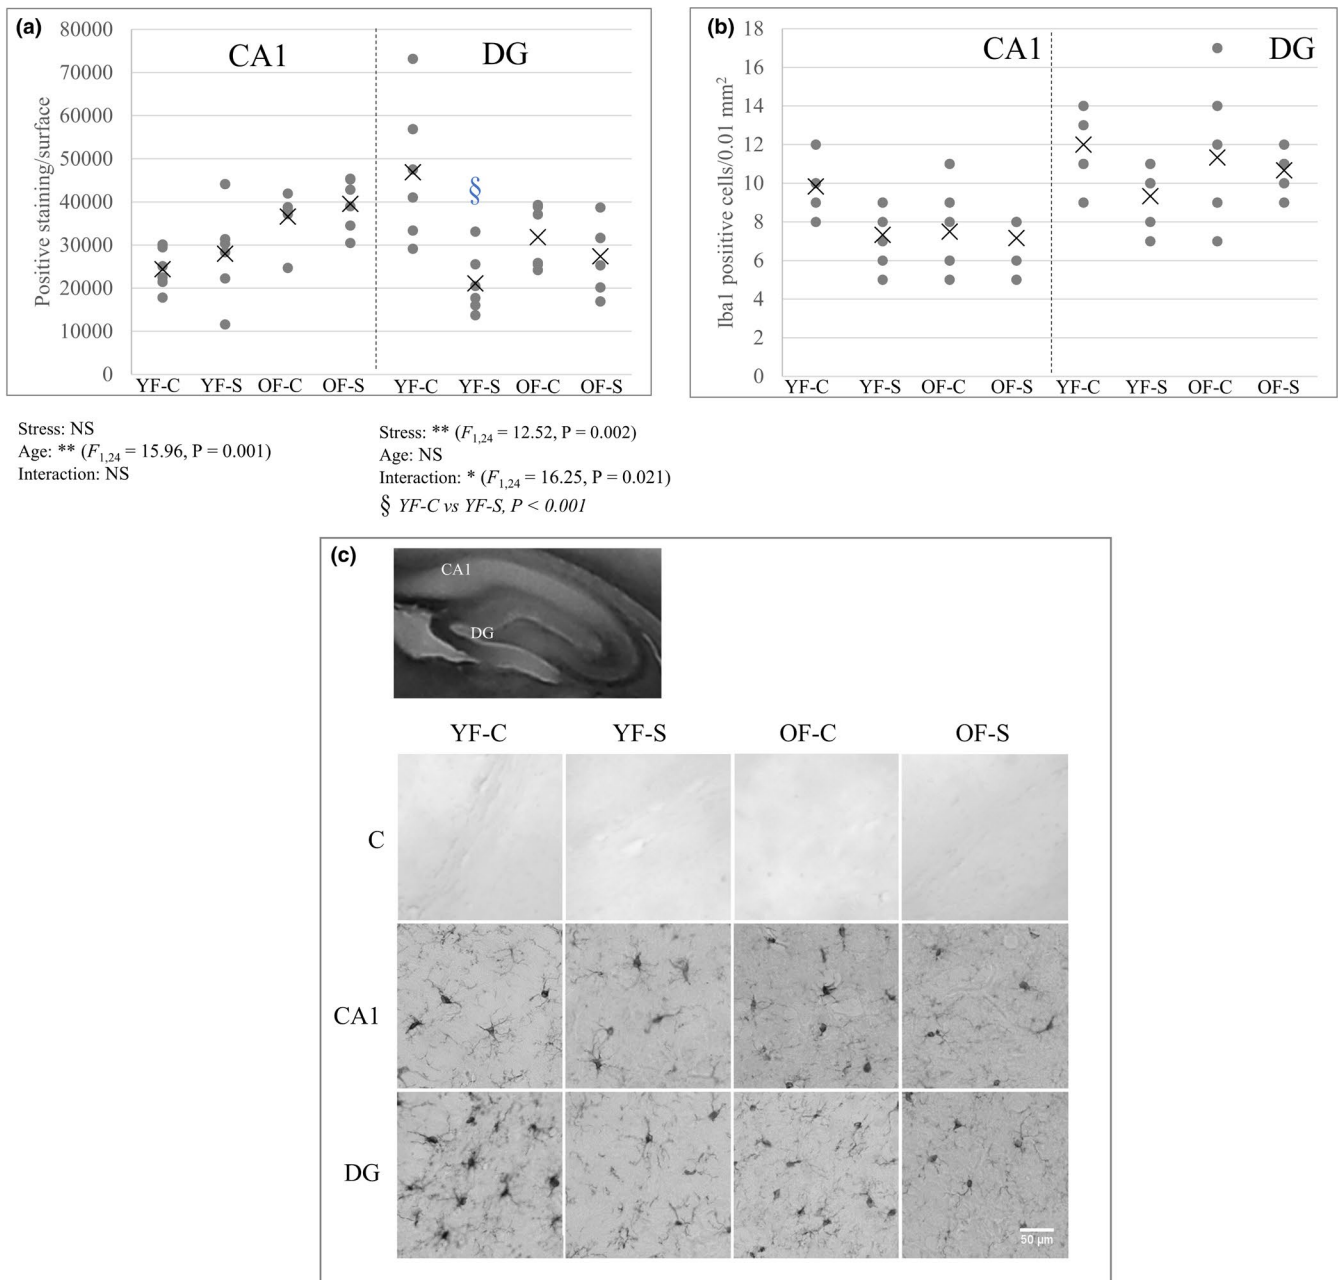 (a)
80000
70000
60000
50000
40000
30000
20000
10000
0
Positive staining/surface
CA1
DG
§
YF-C YF-S OF-C OF-S YF-C YF-S OF-C OF-S
Stress: NS
Age: ** (F1,24 = 15.96, P = 0.001)
Interaction: NS
Stress: ** (F1,24 = 12.52, P = 0.002)
Age: NS
Interaction: * (F1,24 = 16.25, P = 0.021)
§ YF-C vs YF-S, P < 0.001
(b)
18
16
14
12
10
8
6
4
2
0
Iba1 positive cells/0.01 mm²
CA1
DG
YF-C YF-S OF-C OF-S YF-C YF-S OF-C OF-S
(c)
CA1
DG
YF-C YF-S OF-C OF-S
C
CA1
DG
50 μm